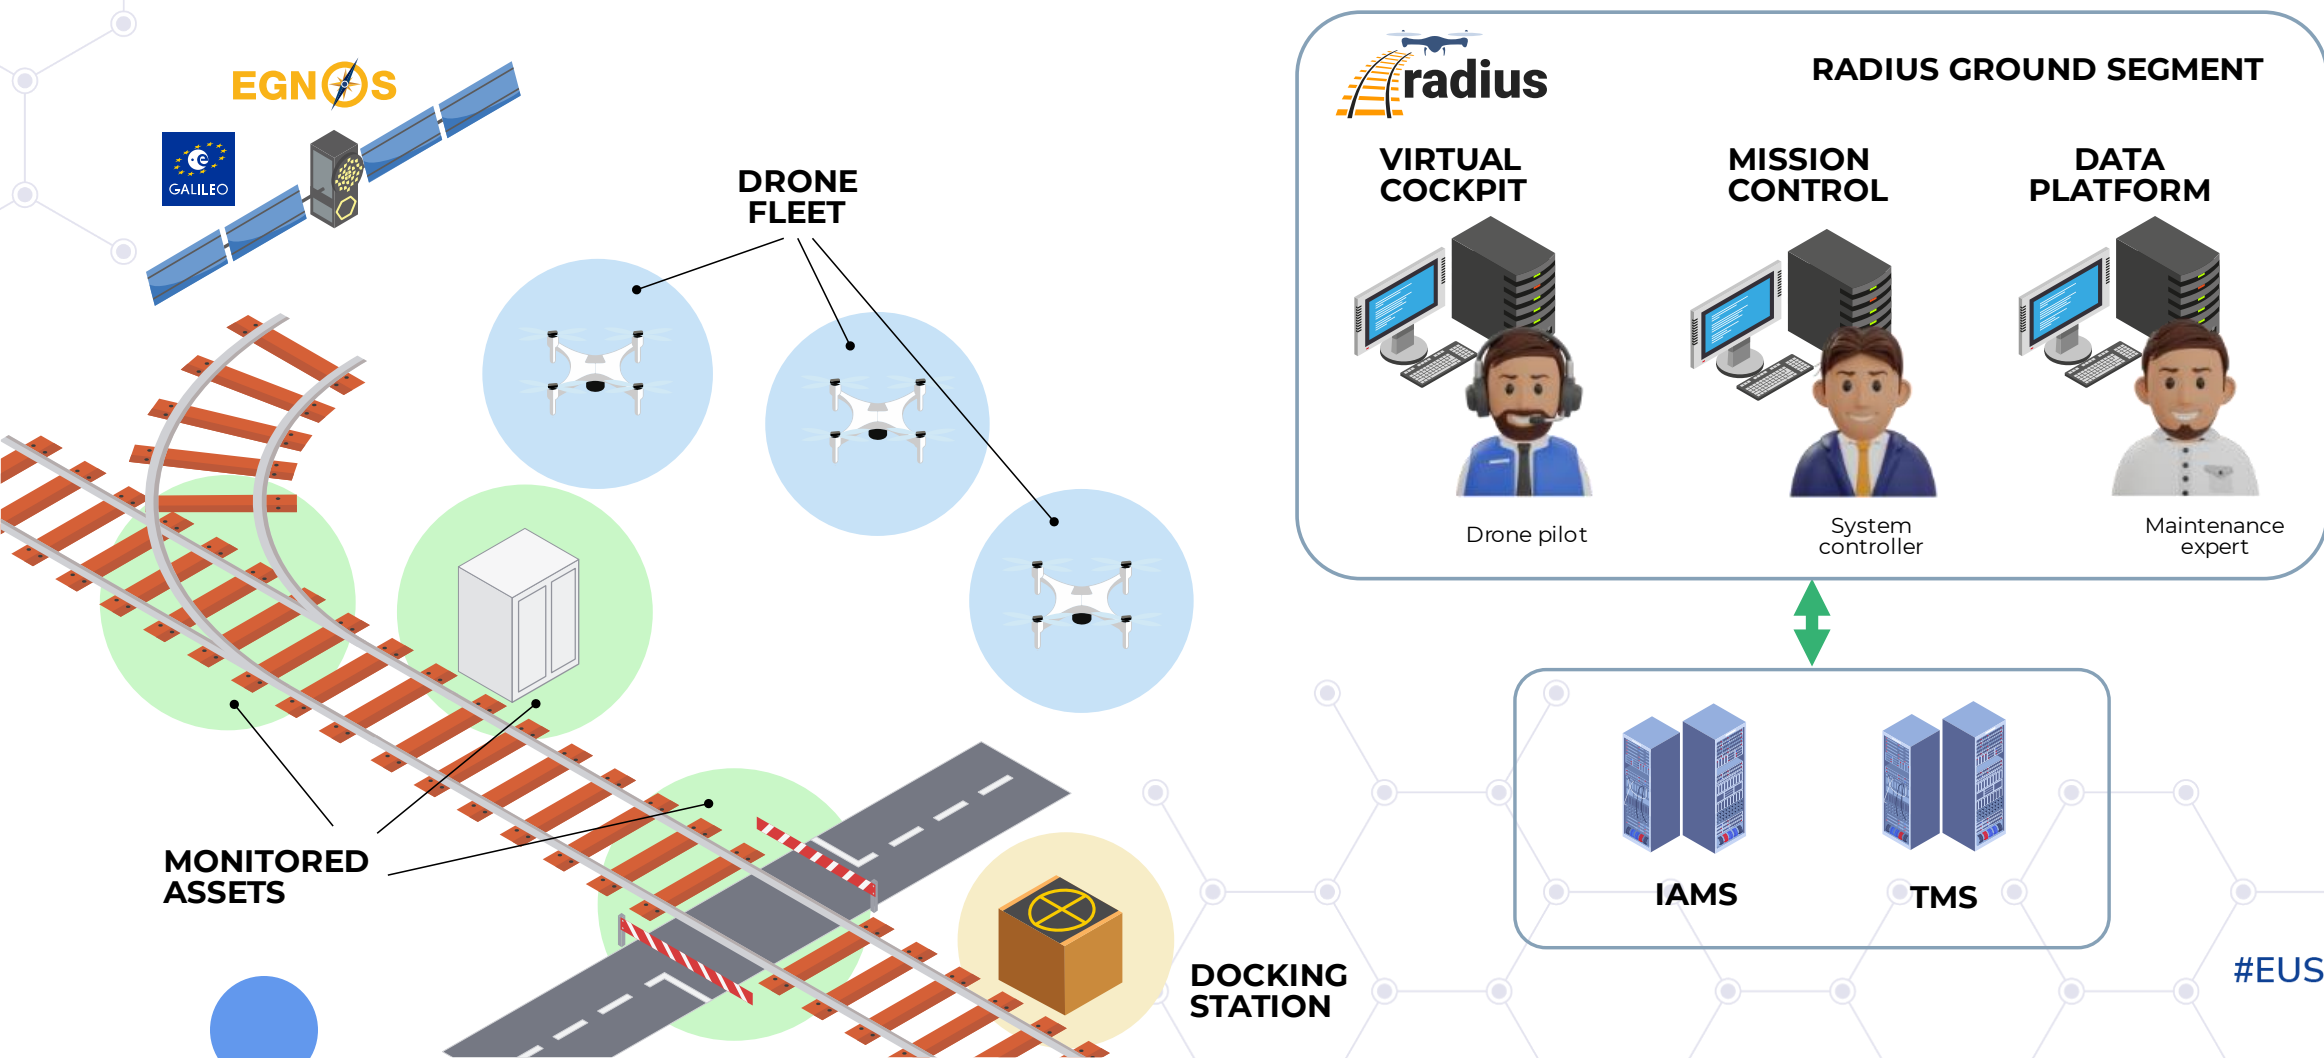 EGNOS
GALILEO
DRONE
FLEET
MONITORED
ASSETS
DOCKING
STATION
radius
RADIUS GROUND SEGMENT
VIRTUAL
COCKPIT
MISSION
CONTROL
DATA
PLATFORM
Drone pilot
System
controller
Maintenance
expert
IAMS
TMS
#EUS